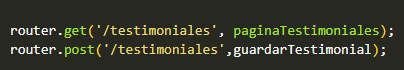 router.get('/testimoniales', paginaTestimoniales);
router.post('/testimoniales',guardarTestimonial);